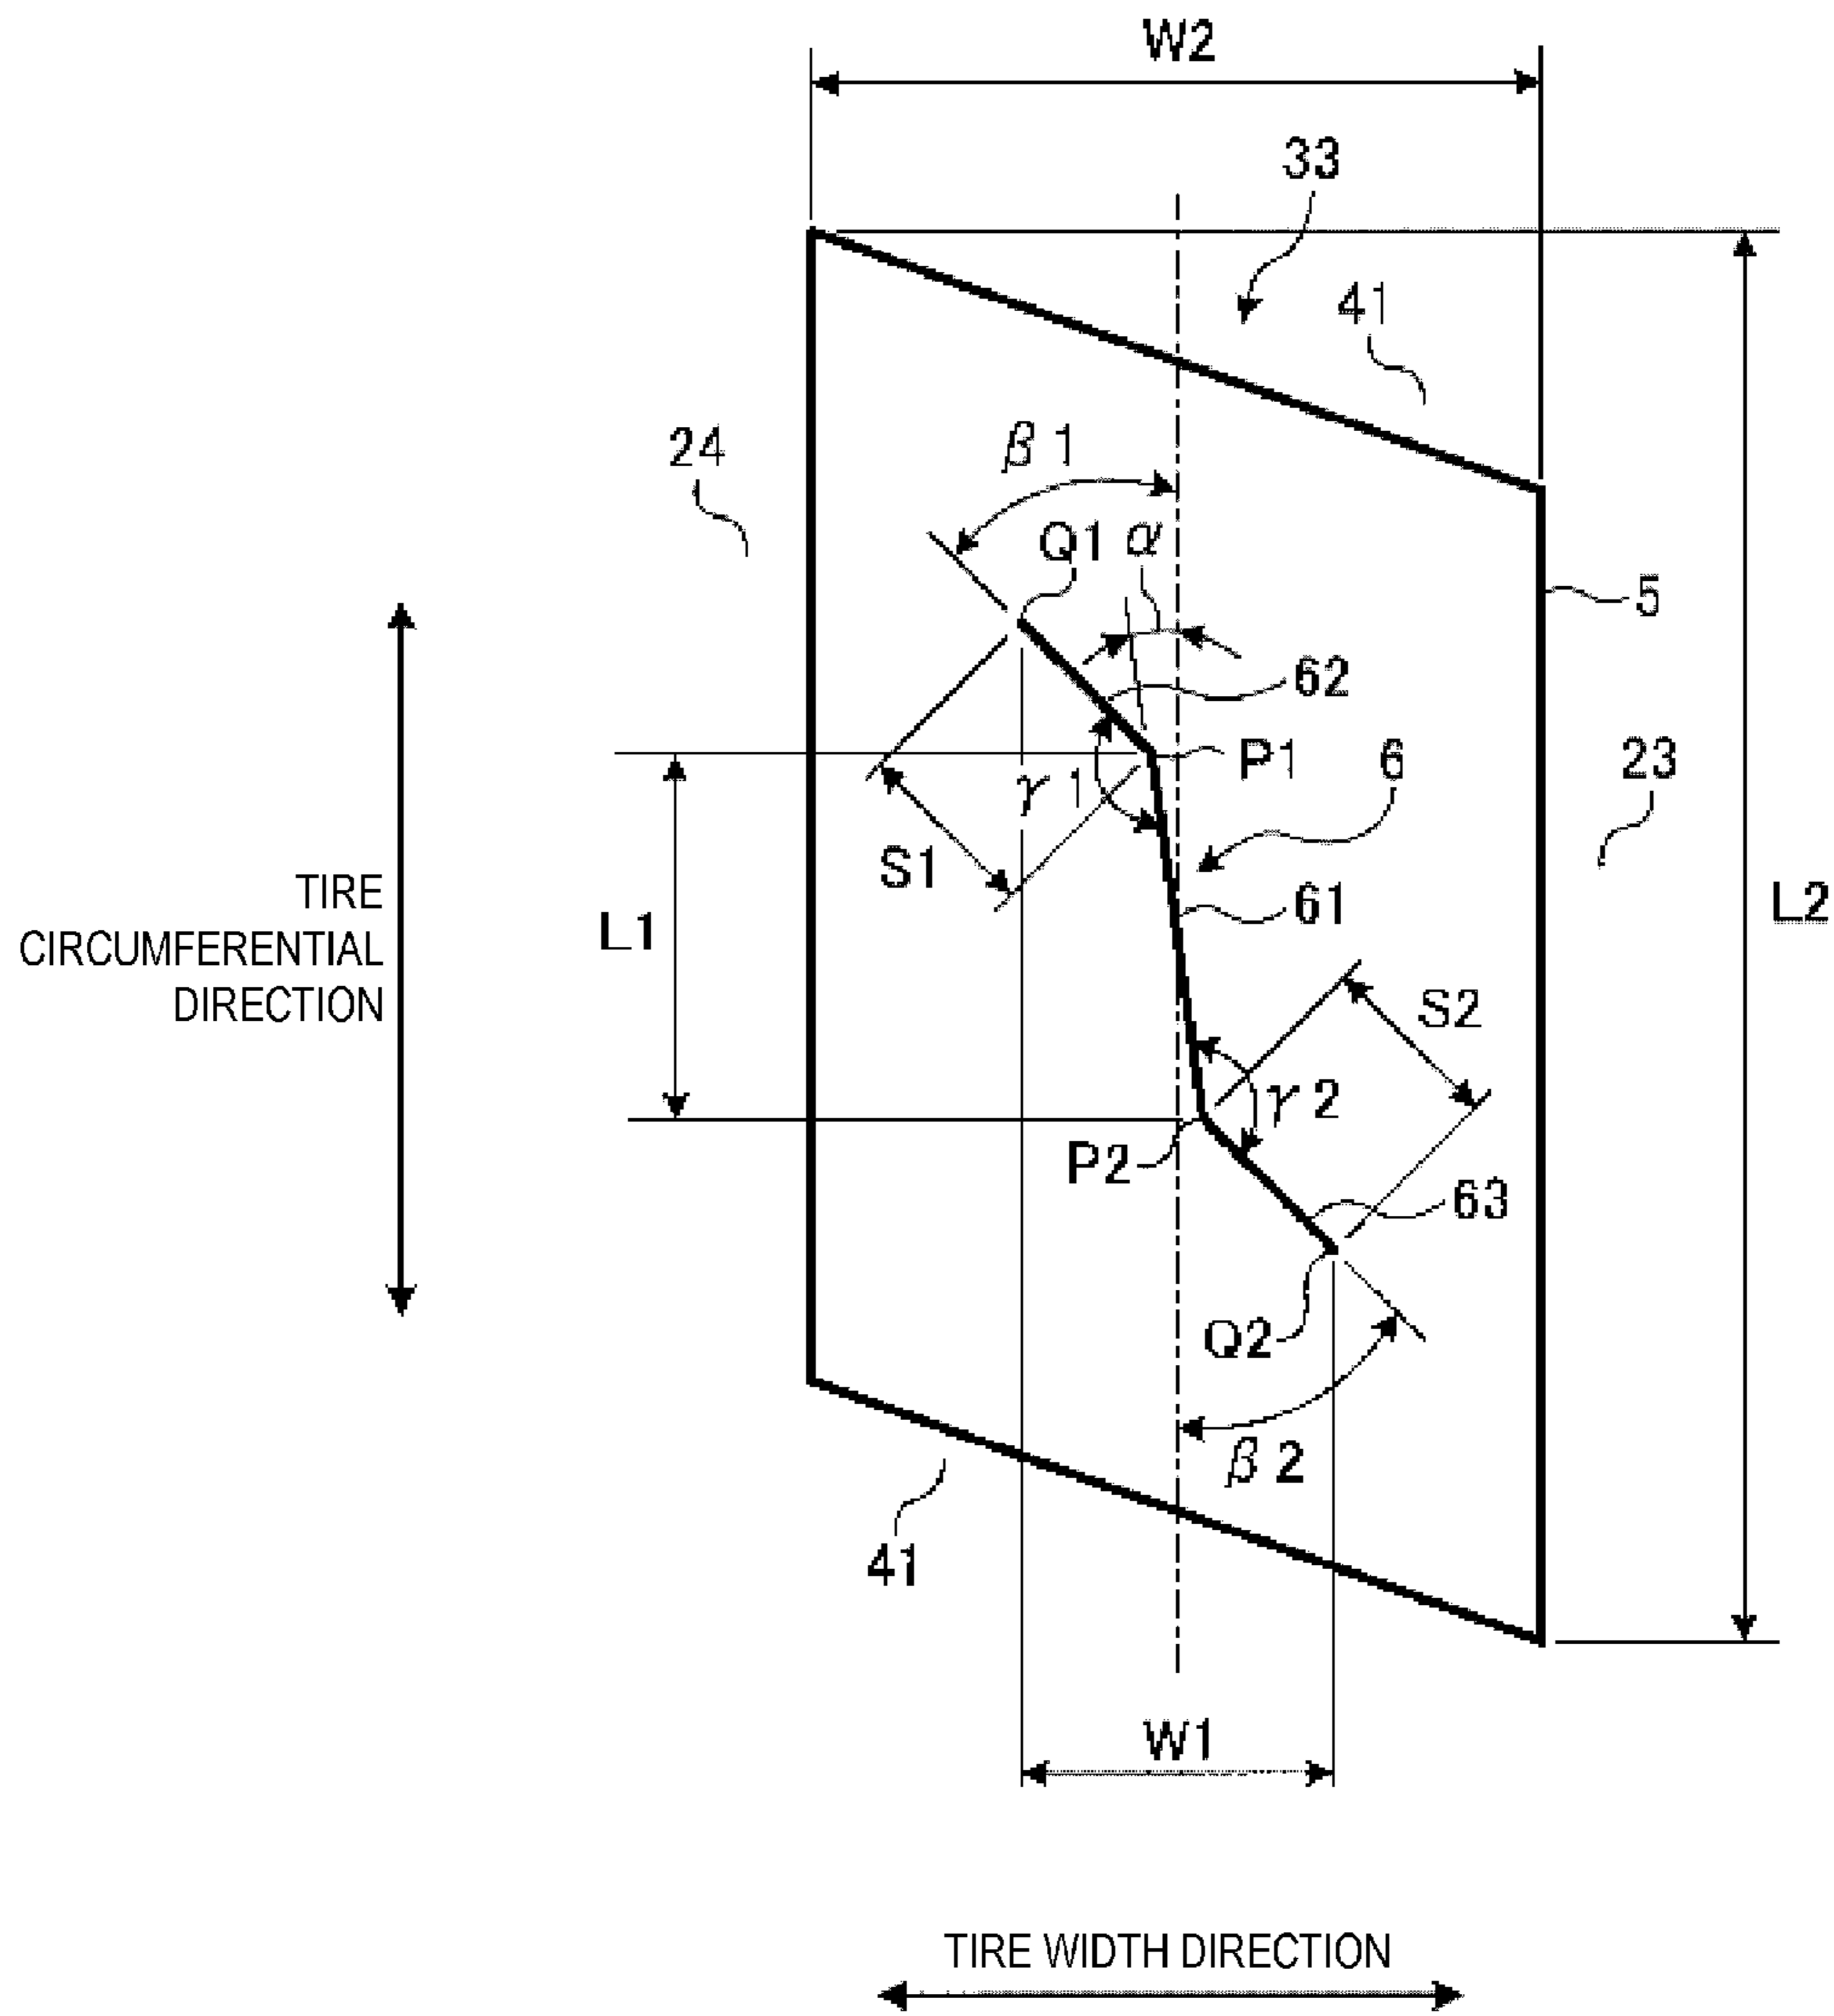 W2
33
41
β1
24
Q1
α
5
62
P1
6
23
γ1
S1
61
TIRE
CIRCUMFERENTIAL
DIRECTION
L1
L2
S2
γ2
P2
63
Q2
β2
41
W1
TIRE WIDTH DIRECTION